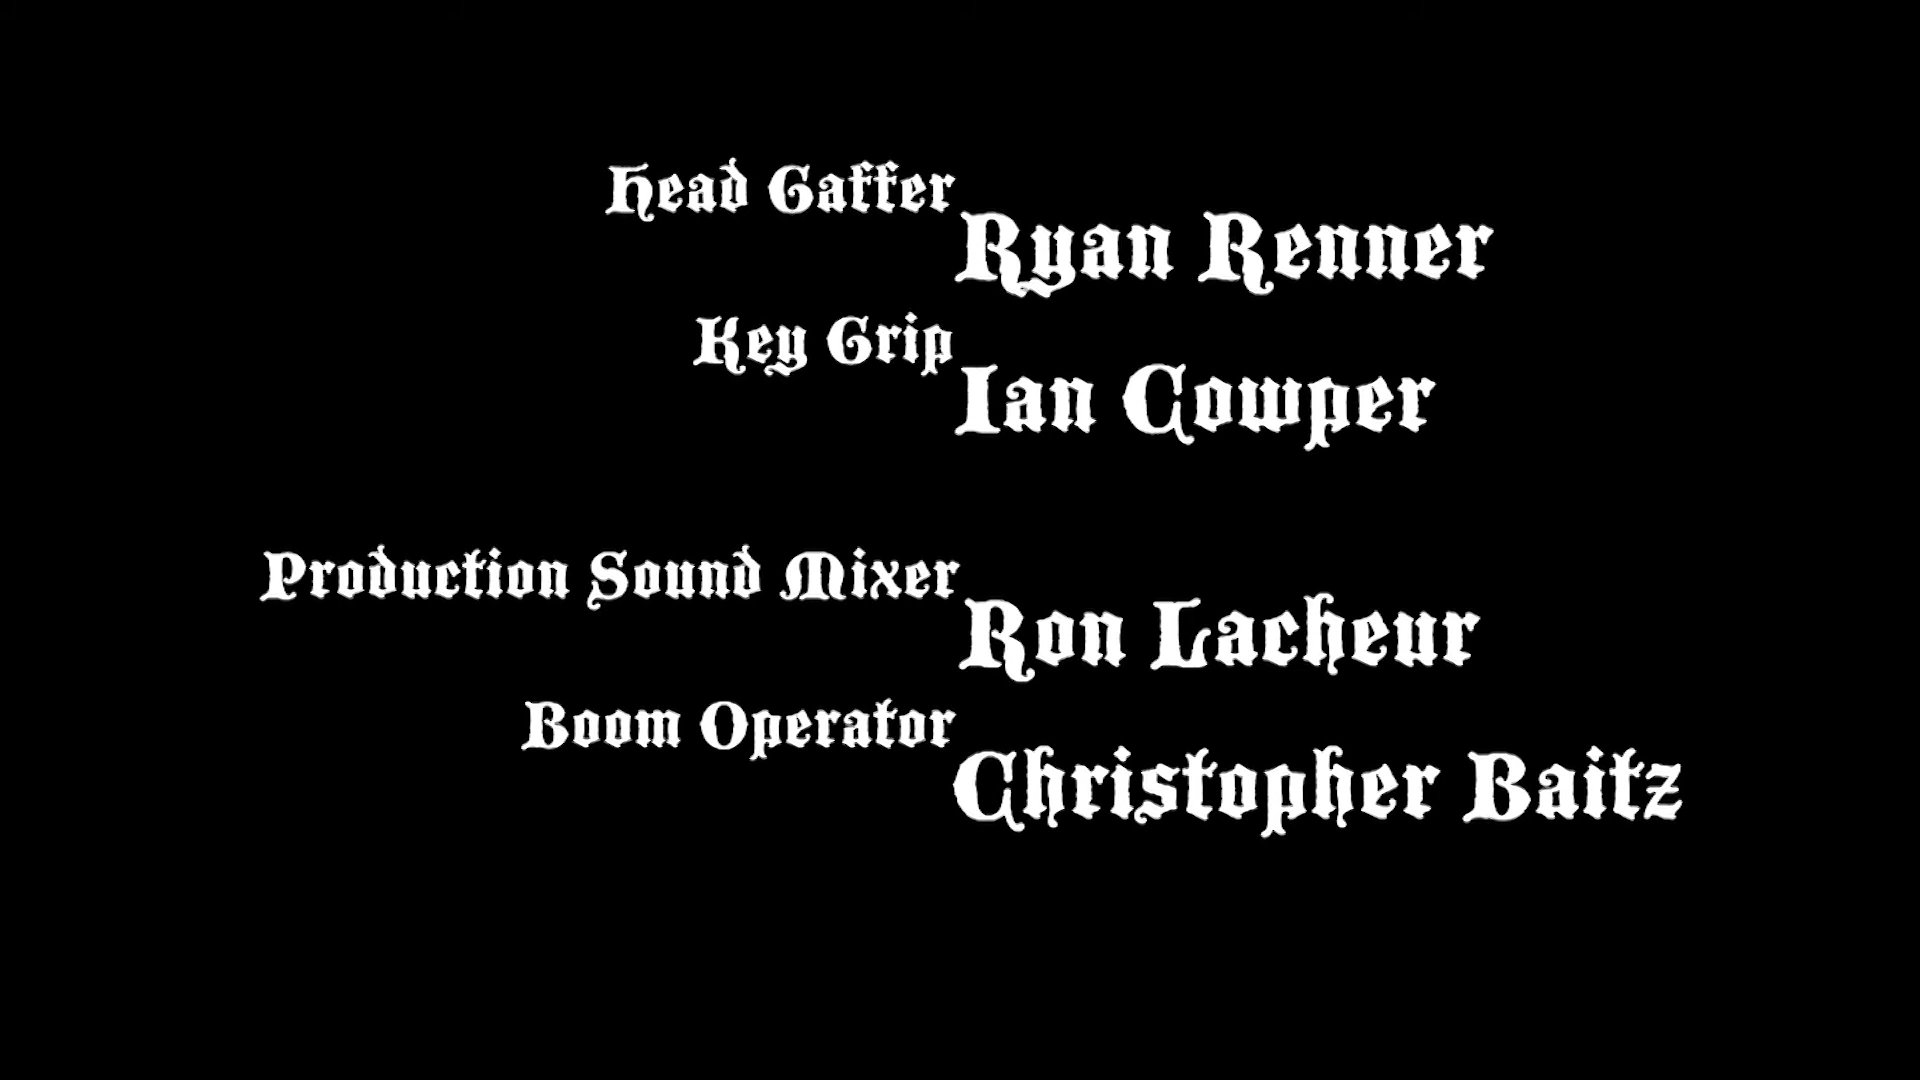 Head Gaffer
Ryan Renner
Key Grip
Ian Cowper
Production Sound Mixer
Ron Lacheur
Boom Operator
Christopher Baitz